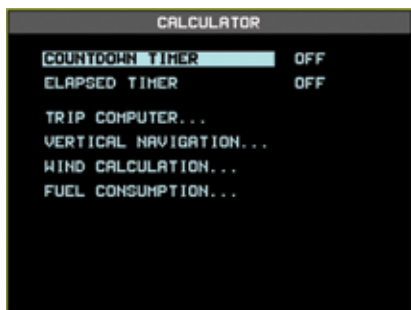 CALCULATOR
COUNTDOWN TIMER OFF
ELAPSED TIMER OFF
TRIP COMPUTER...
VERTICAL NAVIGATION...
WIND CALCULATION...
FUEL CONSUMPTION...